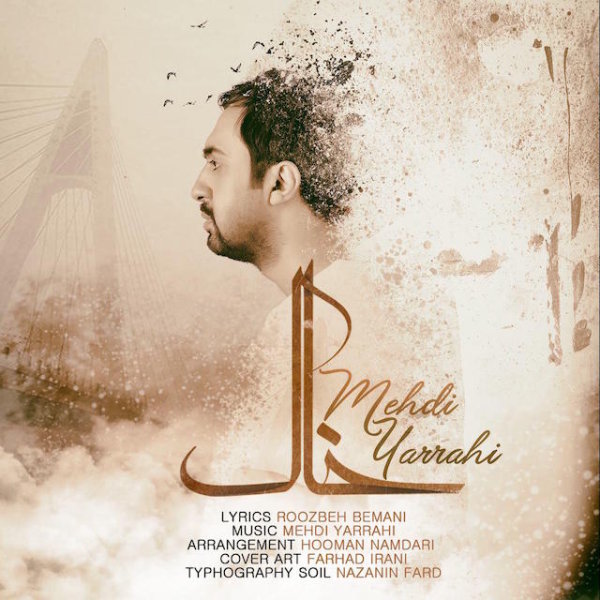 خاک
Mehdi
Yarrahi
LYRICS ROOZBEH BEMANI
MUSIC MEHDI YARRAHI
ARRANGEMENT HOOMAN NAMDARI
COVER ART FARHAD IRANI
TYPHOGRAPHY SOIL NAZANIN FARD